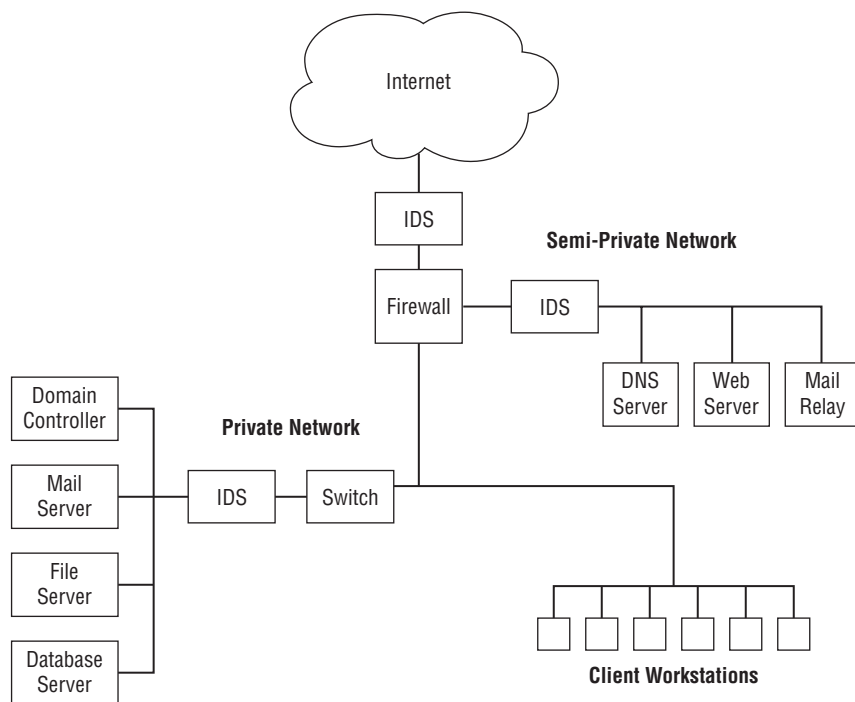 Internet
IDS
Semi-Private Network
Firewall
IDS
DNS
Server
Web
Server
Mail
Relay
Domain
Controller
Private Network
Mail
Server
IDS
Switch
File
Server
Database
Server
Client Workstations